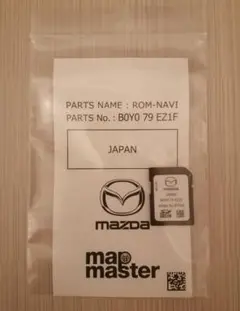 PARTS NAME : ROM-NAVI
PARTS No. : B0Y0 79 EZ1F
JAPAN
mazda
map
master